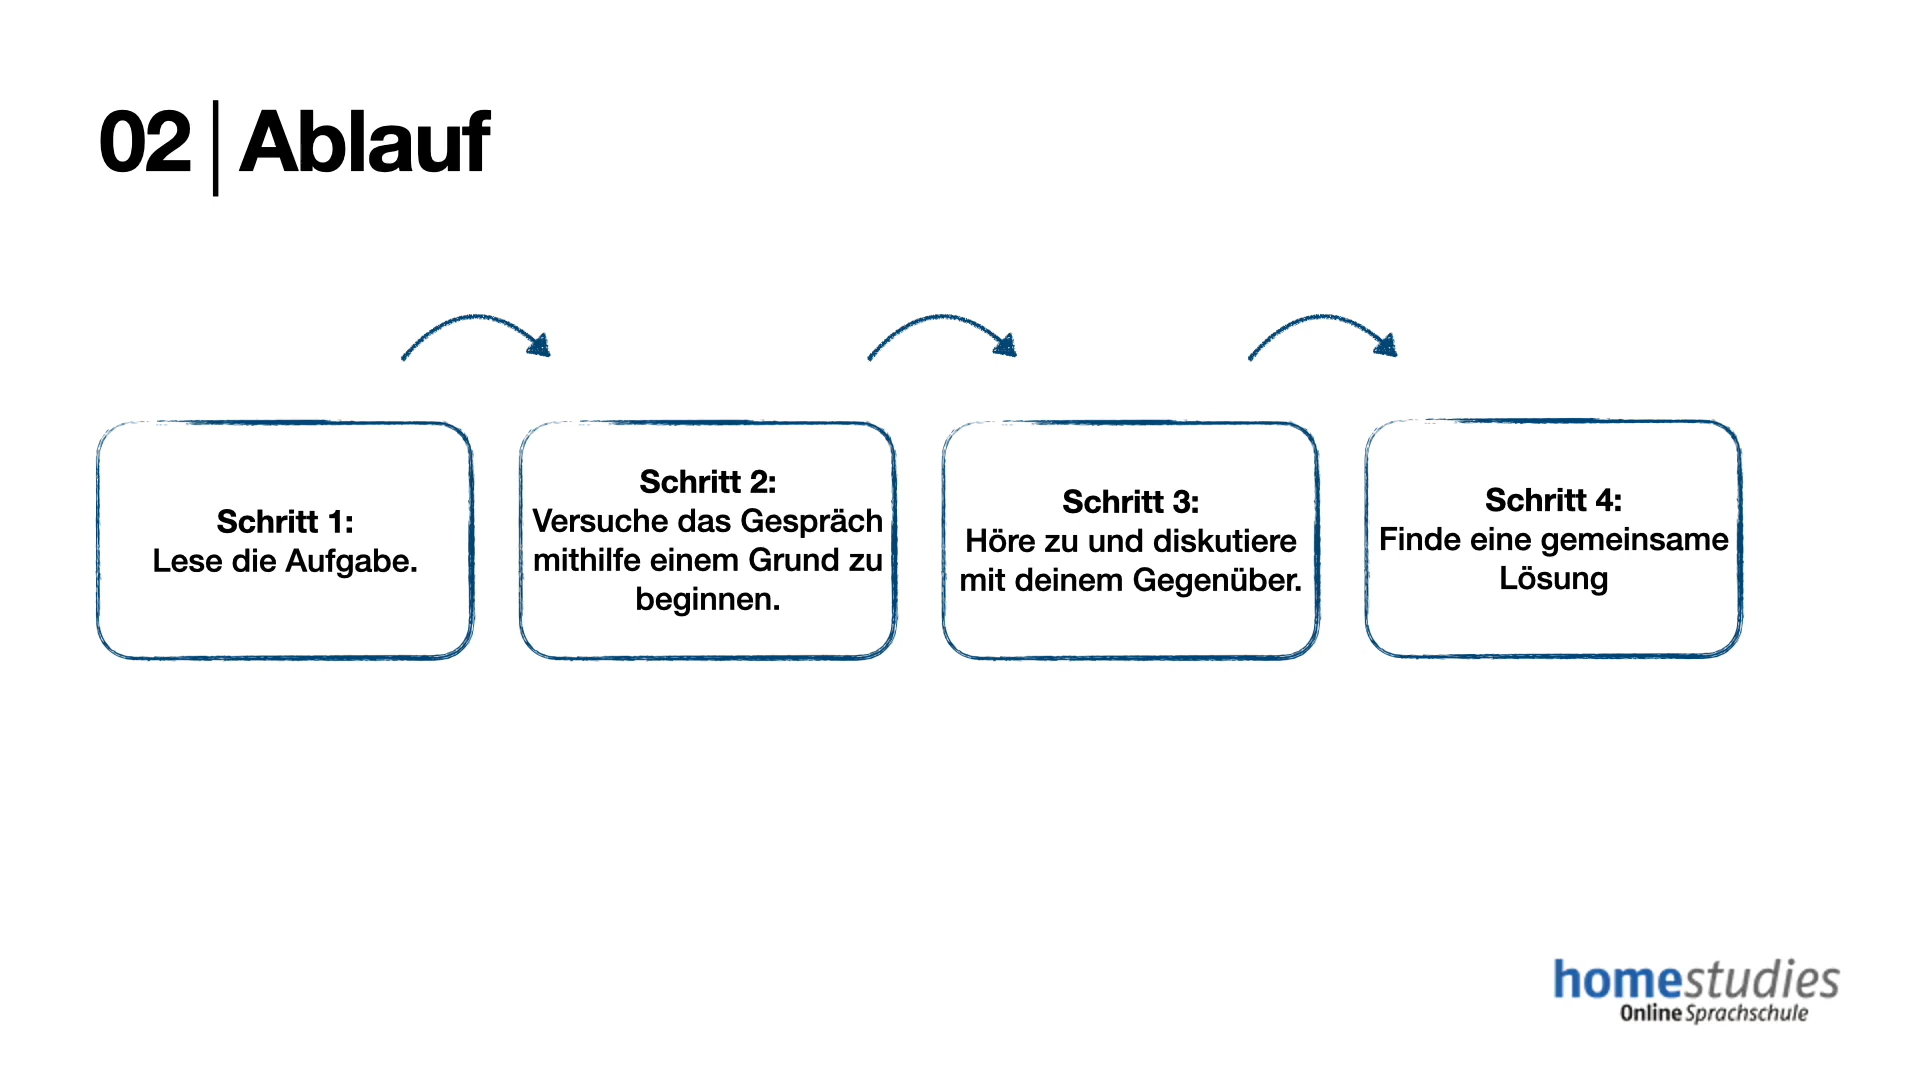 02 | Ablauf
Schritt 1:
Lese die Aufgabe.
Schritt 2:
Versuche das Gespräch
mithilfe einem Grund zu
beginnen.
Schritt 3:
Höre zu und diskutiere
mit deinem Gegenüber.
Schritt 4:
Finde eine gemeinsame
Lösung
homestudies
Online Sprachschule